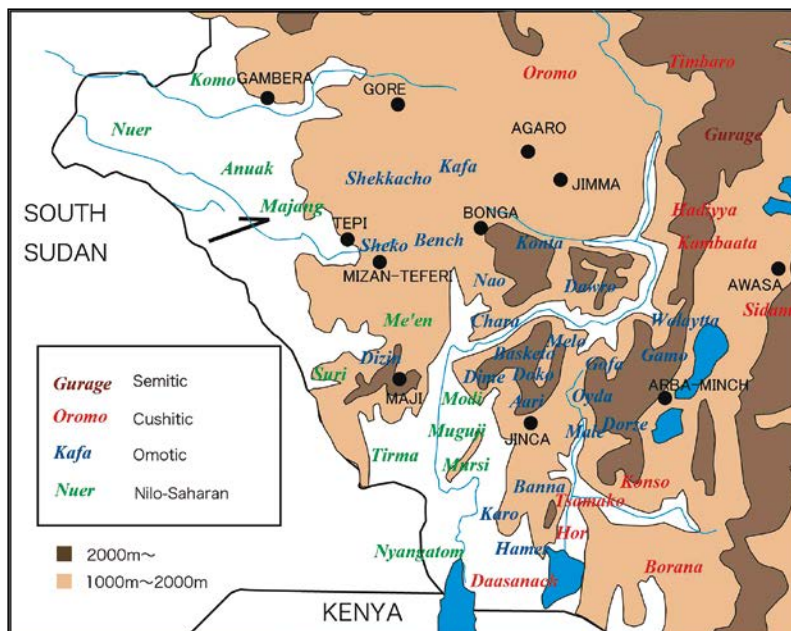 Timbaro
Oromo
Komo
GAMBERA
GORE
Nuer
Gurage
AGARO
Anuak
Kafa
Shekkacho
JIMMA
Majang
Hadiyya
SOUTH
SUDAN
TEPI
BONGA
Sheko
Bench
Konta
Kambaata
MIZAN-TEFERI
AWASA
Nao
Dawro
Sidam
Me'en
Chara
Wolaytta
Melo
Basketo
Gofa
Gamo
Dizin
Suri
Dime
Doko
MAJI
Modi
Aari
Oyda
ARBA-MINCH
Muguji
JINCA
Male
Dorze
Tirma
Mursi
Banna
Tsamako
Konso
Karo
Hor
Nyangatom
Hamer
Daasanach
Borana
KENYA
Gurage Semitic
Oromo Cushitic
Kafa Omotic
Nuer Nilo-Saharan
2000m～
1000m～2000m